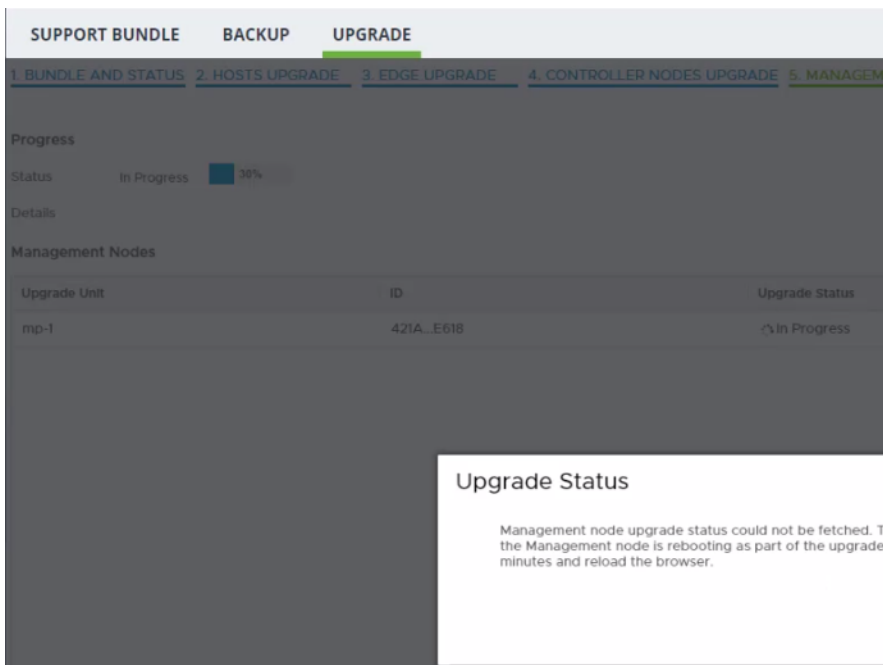 SUPPORT BUNDLE BACKUP UPGRADE
1. BUNDLE AND STATUS 2. HOSTS UPGRADE 3. EDGE UPGRADE 4. CONTROLLER NODES UPGRADE 5. MANAGEM
Progress
Status In Progress 30%
Details
Management Nodes
Upgrade Unit ID Upgrade Status
mp-1 421A...E618 In Progress
Upgrade Status
Management node upgrade status could not be fetched. T
the Management node is rebooting as part of the upgrade
minutes and reload the browser.